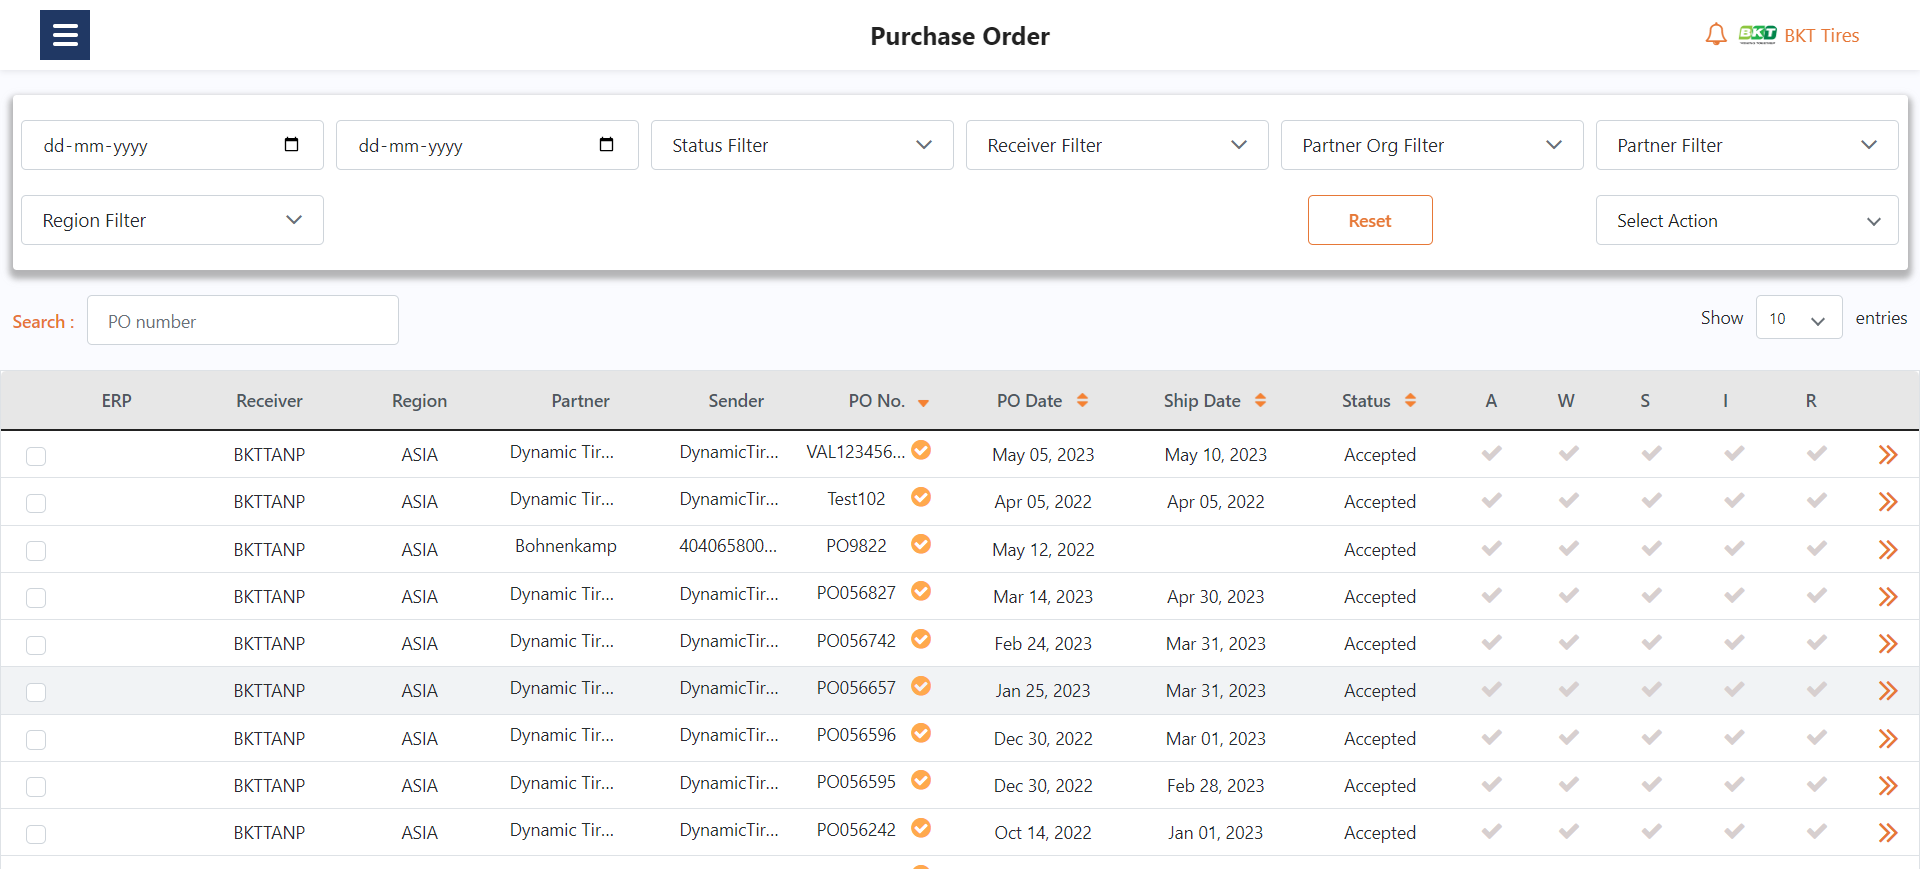 Purchase Order
BKT BKT Tires
dd-mm-yyyy dd-mm-yyyy Status Filter Receiver Filter Partner Org Filter Partner Filter
Region Filter Reset Select Action
Search : PO number Show 10 entries
ERP Receiver Region Partner Sender PO No. PO Date Ship Date Status A W S I R
BKTTANP ASIA Dynamic Tir... DynamicTir... VAL123456... May 05, 2023 May 10, 2023 Accepted
BKTTANP ASIA Dynamic Tir... DynamicTir... Test102 Apr 05, 2022 Apr 05, 2022 Accepted
BKTTANP ASIA Bohnenkamp 404065800... PO9822 May 12, 2022 Accepted
BKTTANP ASIA Dynamic Tir... DynamicTir... PO056827 Mar 14, 2023 Apr 30, 2023 Accepted
BKTTANP ASIA Dynamic Tir... DynamicTir... PO056742 Feb 24, 2023 Mar 31, 2023 Accepted
BKTTANP ASIA Dynamic Tir... DynamicTir... PO056657 Jan 25, 2023 Mar 31, 2023 Accepted
BKTTANP ASIA Dynamic Tir... DynamicTir... PO056596 Dec 30, 2022 Mar 01, 2023 Accepted
BKTTANP ASIA Dynamic Tir... DynamicTir... PO056595 Dec 30, 2022 Feb 28, 2023 Accepted
BKTTANP ASIA Dynamic Tir... DynamicTir... PO056242 Oct 14, 2022 Jan 01, 2023 Accepted